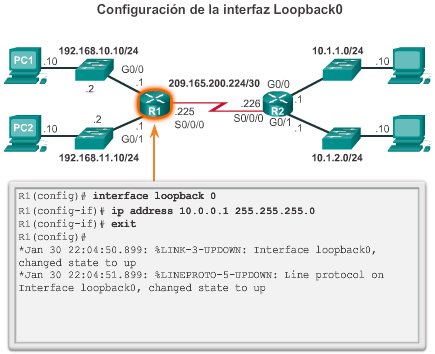 Configuración de la interfaz Loopback0
192.168.10.10/24
10.1.1.0/24
PC1
.10
G0/0
.2
.1
209.165.200.224/30
G0/0
.1
.10
R1
.225
S0/0/0
.226
S0/0/0
R2
PC2
.10
.2
.1
G0/1
192.168.11.10/24
G0/1
.1
.10
10.1.2.0/24
R1(config)# interface loopback 0
R1(config-if)# ip address 10.0.0.1 255.255.255.0
R1(config-if)# exit
R1(config)#
*Jan 30 22:04:50.899: %LINK-3-UPDOWN: Interface loopback0,
changed state to up
*Jan 30 22:04:51.899: %LINEPROTO-5-UPDOWN: Line protocol on
Interface loopback0, changed state to up